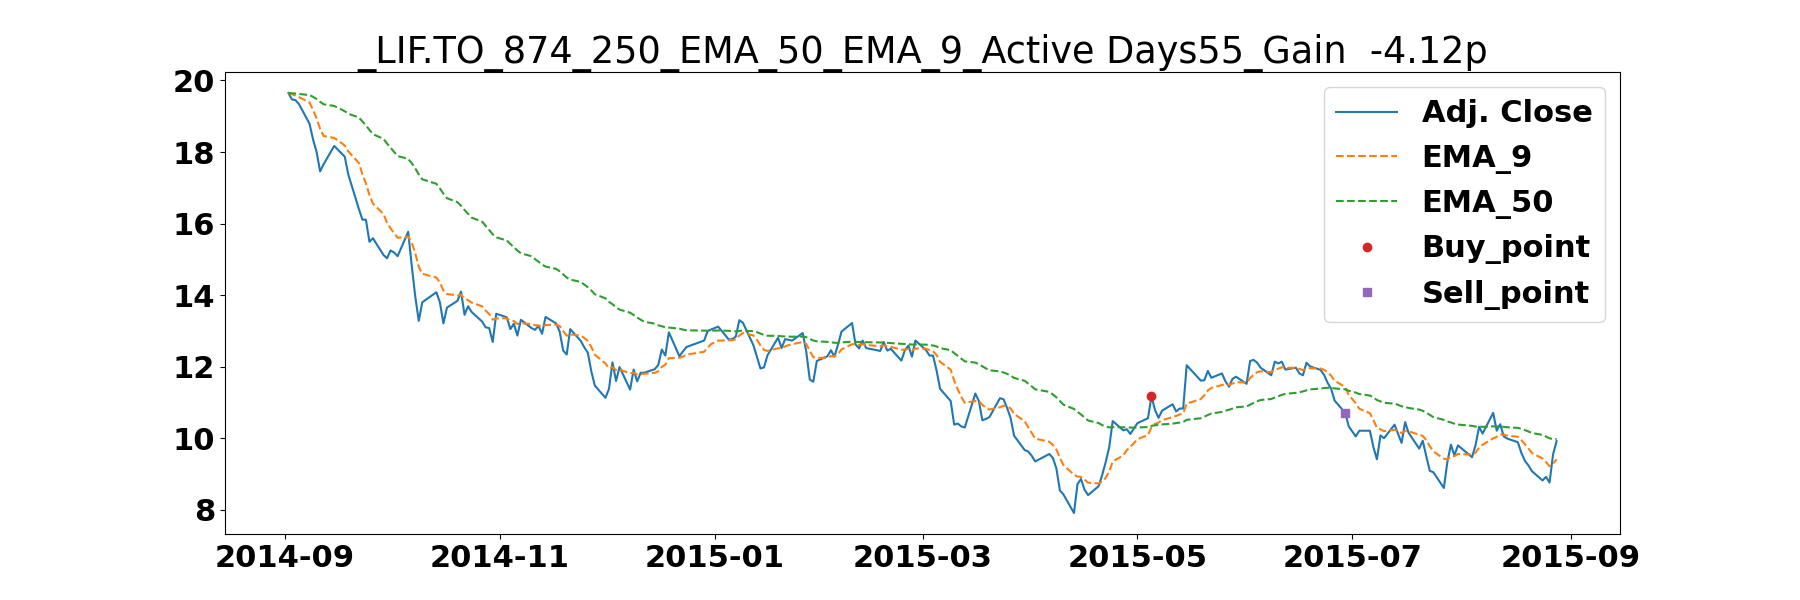 _LIF.TO_874_250_EMA_50_EMA_9_Active Days55_Gain  -4.12p
20
18
16
14
12
10
8
Adj. Close
EMA_9
EMA_50
Buy_point
Sell_point
2014-09
2014-11
2015-01
2015-03
2015-05
2015-07
2015-09